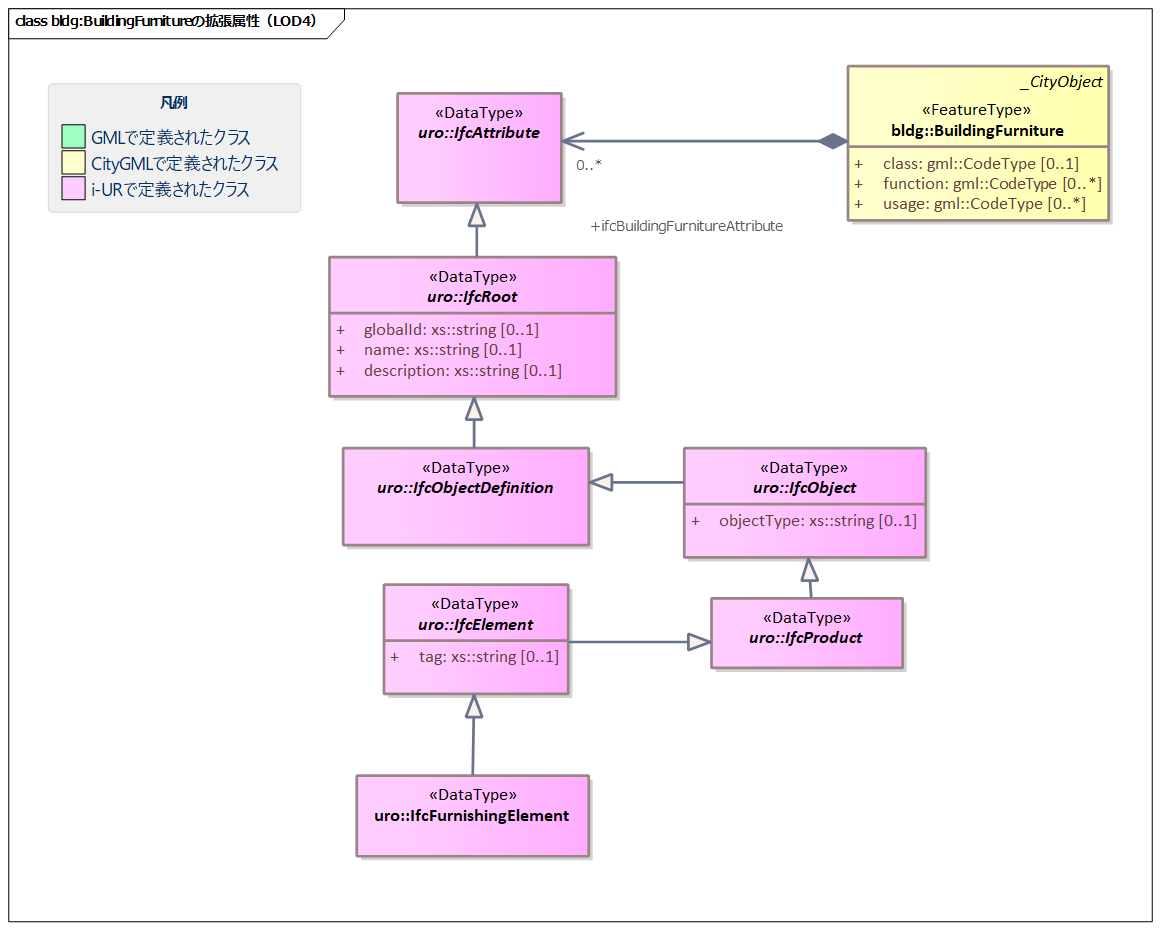 class bldg:BuildingFurnitureの拡張属性（LOD4）
凡例
GMLで定義されたクラス
CityGMLで定義されたクラス
i-URで定義されたクラス
«DataType»
uro::IfcAttribute
_CityObject
«FeatureType»
bldg::BuildingFurniture
+ class: gml::CodeType [0..1]
+ function: gml::CodeType [0..*]
+ usage: gml::CodeType [0..*]
0..*
+ifcBuildingFurnitureAttribute
«DataType»
uro::IfcRoot
+ globalId: xs::string [0..1]
+ name: xs::string [0..1]
+ description: xs::string [0..1]
«DataType»
uro::IfcObjectDefinition
«DataType»
uro::IfcObject
+ objectType: xs::string [0..1]
«DataType»
uro::IfcElement
+ tag: xs::string [0..1]
«DataType»
uro::IfcProduct
«DataType»
uro::IfcFurnishingElement